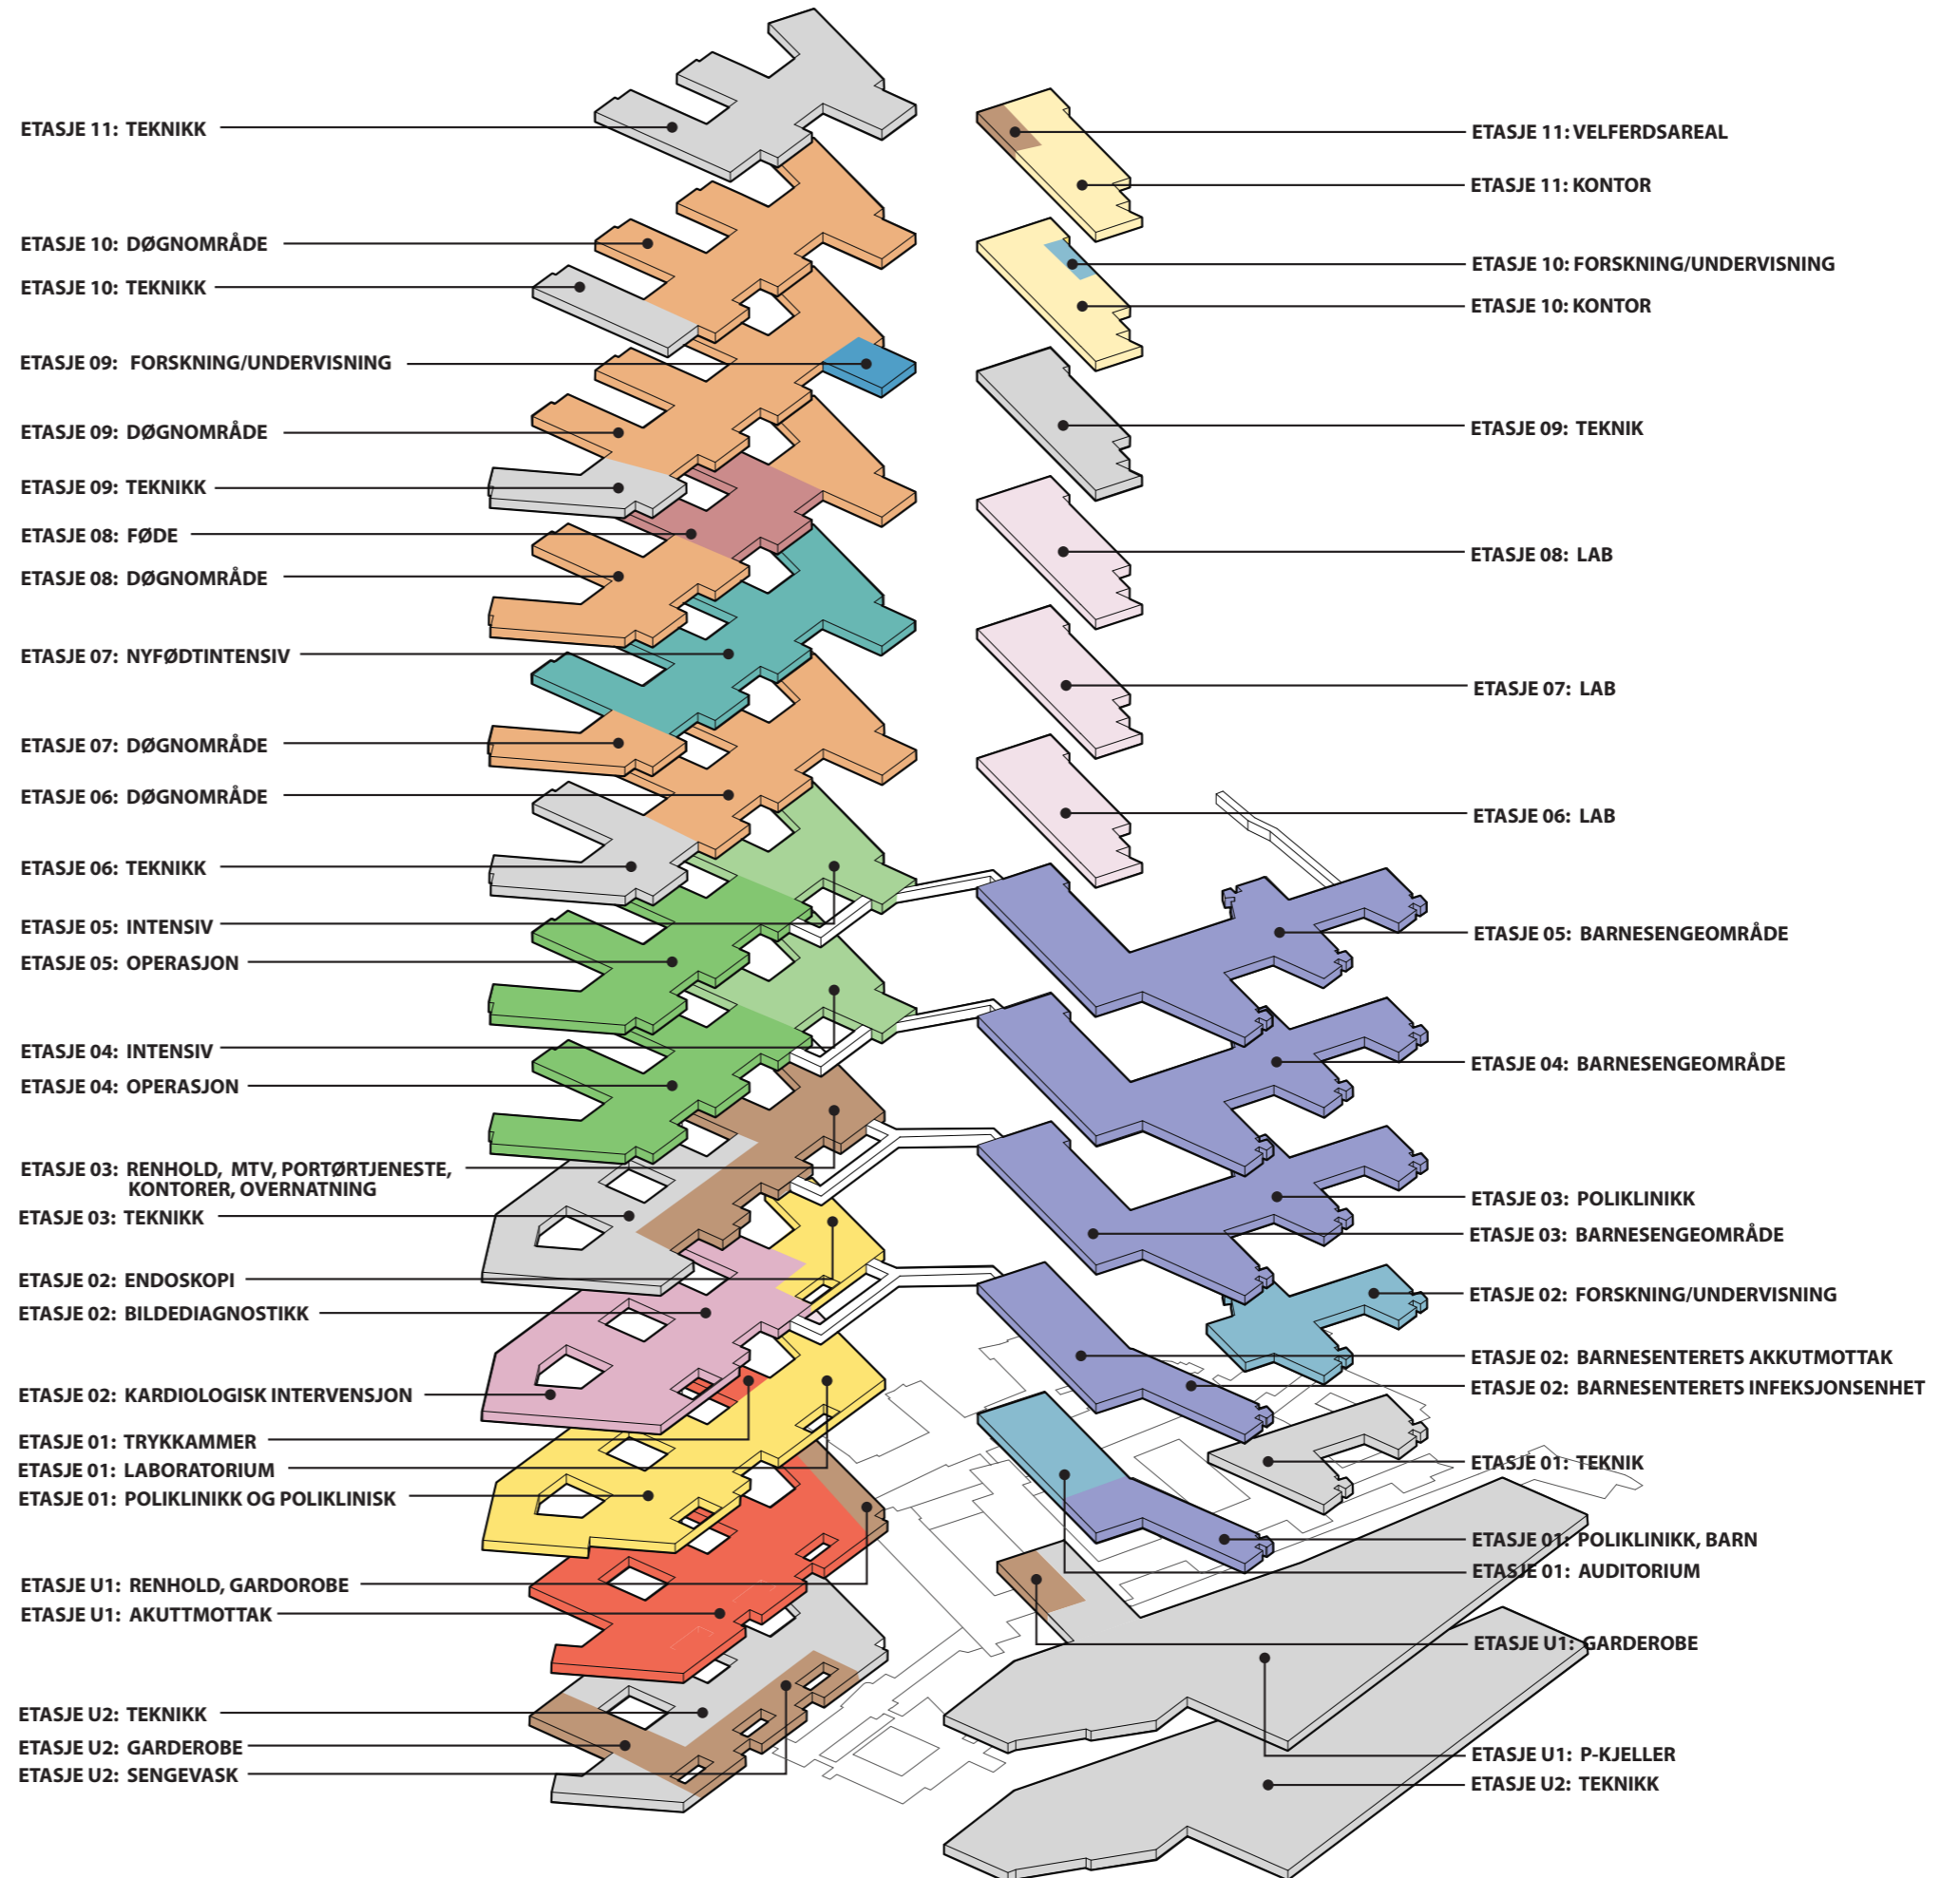 ETASJE 11: TEKNIKK
ETASJE 10: DØGNOMRÅDE
ETASJE 10: TEKNIKK
ETASJE 09: FORSKNING/UNDERVISNING
ETASJE 09: DØGNOMRÅDE
ETASJE 09: TEKNIKK
ETASJE 08: FØDE
ETASJE 08: DØGNOMRÅDE
ETASJE 07: NYFØDTINTENSIV
ETASJE 07: DØGNOMRÅDE
ETASJE 06: DØGNOMRÅDE
ETASJE 06: TEKNIKK
ETASJE 05: INTENSIV
ETASJE 05: OPERASJON
ETASJE 04: INTENSIV
ETASJE 04: OPERASJON
ETASJE 03: RENHOLD, MTV, PORTØRTJENESTE,
KONTORER, OVERNATNING
ETASJE 03: TEKNIKK
ETASJE 02: ENDOSKOPI
ETASJE 02: BILDEDIAGNOSTIKK
ETASJE 02: KARDIOLOGISK INTERVENSJON
ETASJE 01: TRYKKAMMER
ETASJE 01: LABORATORIUM
ETASJE 01: POLIKLINIKK OG POLIKLINISK
ETASJE U1: RENHOLD, GARDOROBE
ETASJE U1: AKUTTMOTTAK
ETASJE U2: TEKNIKK
ETASJE U2: GARDEROBE
ETASJE U2: SENGEVASK
ETASJE 11: VELFERDSAREAL
ETASJE 11: KONTOR
ETASJE 10: FORSKNING/UNDERVISNING
ETASJE 10: KONTOR
ETASJE 09: TEKNIK
ETASJE 08: LAB
ETASJE 07: LAB
ETASJE 06: LAB
ETASJE 05: BARNESENGEOMRÅDE
ETASJE 04: BARNESENGEOMRÅDE
ETASJE 03: POLIKLINIKK
ETASJE 03: BARNESENGEOMRÅDE
ETASJE 02: FORSKNING/UNDERVISNING
ETASJE 02: BARNESENTERETS AKKUTMOTTAK
ETASJE 02: BARNESENTERETS INFEKSJONSENHET
ETASJE 01: TEKNIK
ETASJE 01: POLIKLINIKK, BARN
ETASJE 01: AUDITORIUM
ETASJE U1: GARDEROBE
ETASJE U1: P-KJELLER
ETASJE U2: TEKNIKK